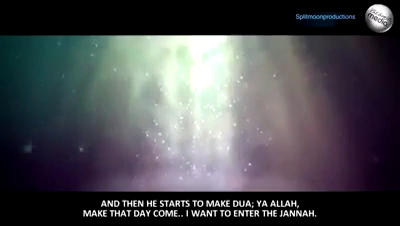 Splitmoonproductions
media
AND THEN HE STARTS TO MAKE DUA; YA ALLAH,
MAKE THAT DAY COME.. I WANT TO ENTER THE JANNAH.